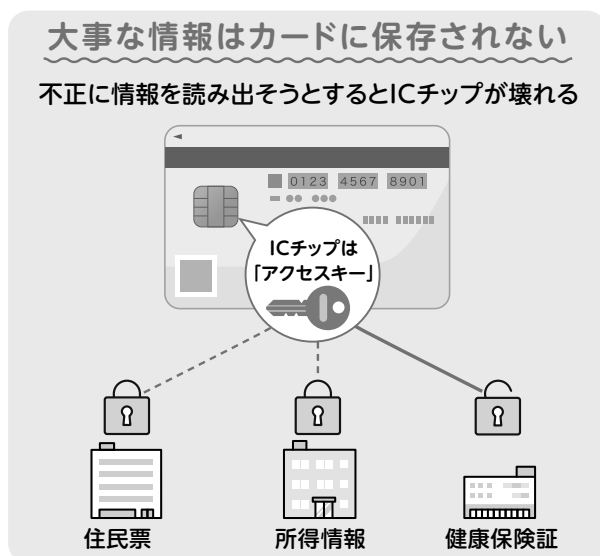 大事な情報はカードに保存されない
不正に情報を読み出そうとするとICチップが壊れる
0123 4567 8901
ICチップは
「アクセスキー」
住民票
所得情報
健康保険証